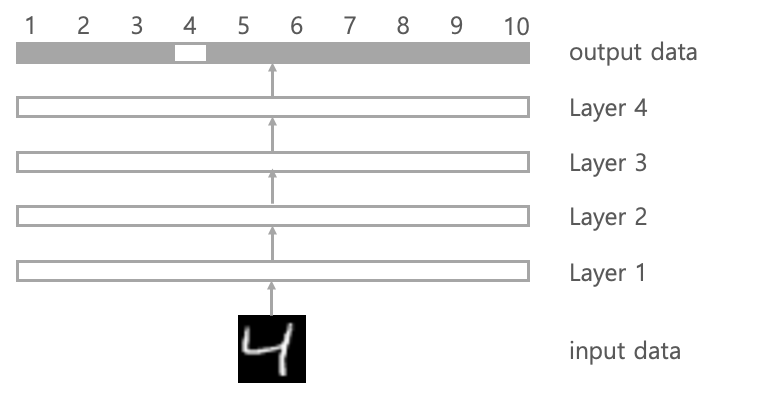 1 2 3 4 5 6 7 8 9 10
output data
Layer 4
Layer 3
Layer 2
Layer 1
4
input data